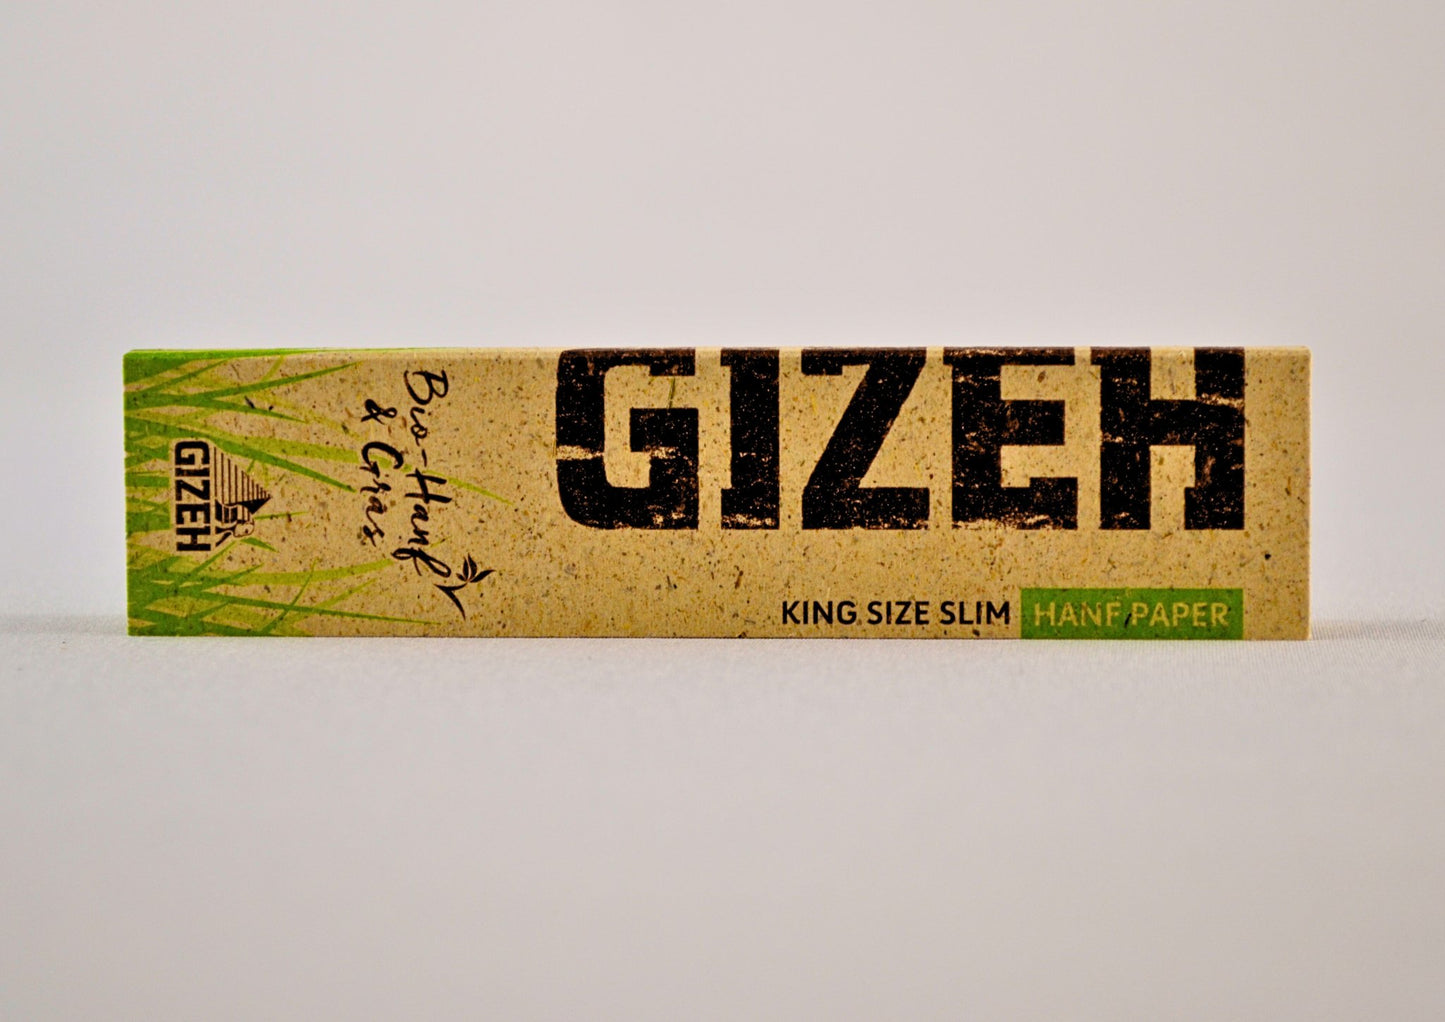 GIZEH
Bio-Hanf
& Gras
GIZEH
KING SIZE SLIM HANF PAPER